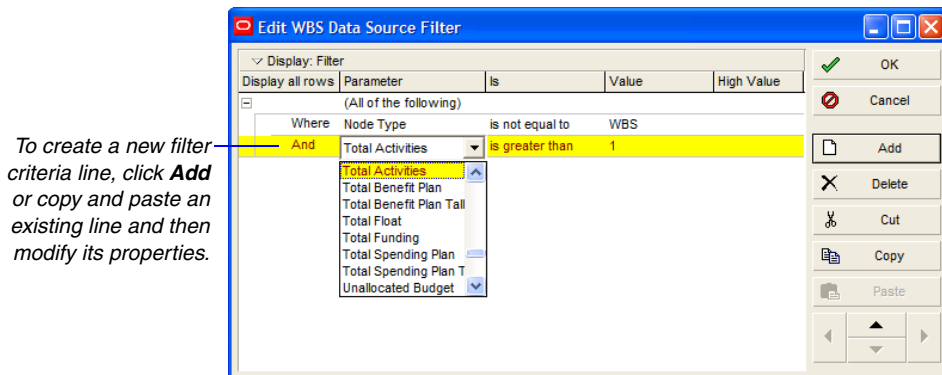 Edit WBS Data Source Filter
Display: Filter
Display all rows Parameter Is Value High Value
(All of the following)
Where Node Type is not equal to WBS
And Total Activities is greater than 1
Total Activities
Total Benefit Plan
Total Benefit Plan Tall
Total Float
Total Funding
Total Spending Plan
Total Spending Plan T
Unallocated Budget
OK
Cancel
Add
Delete
Cut
Copy
Paste
To create a new filter
criteria line, click Add
or copy and paste an
existing line and then
modify its properties.